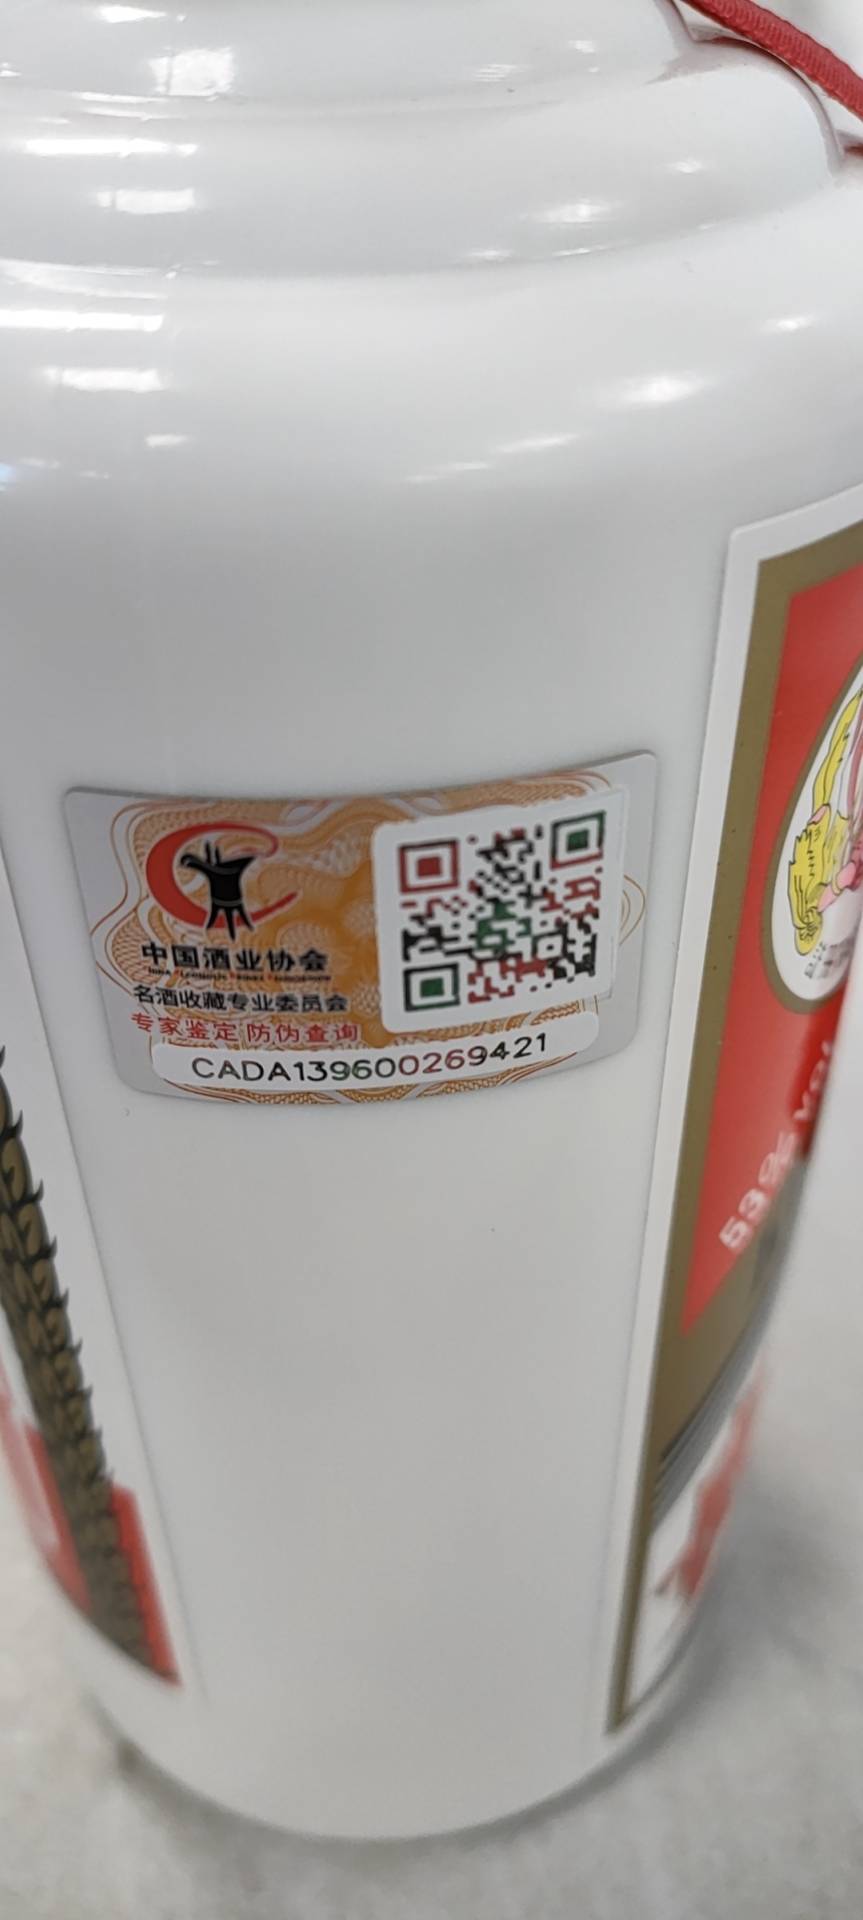 中国酒业协会
名酒收藏专业委员会
专家鉴定 防伪查询
CADA139600269421
53% vol